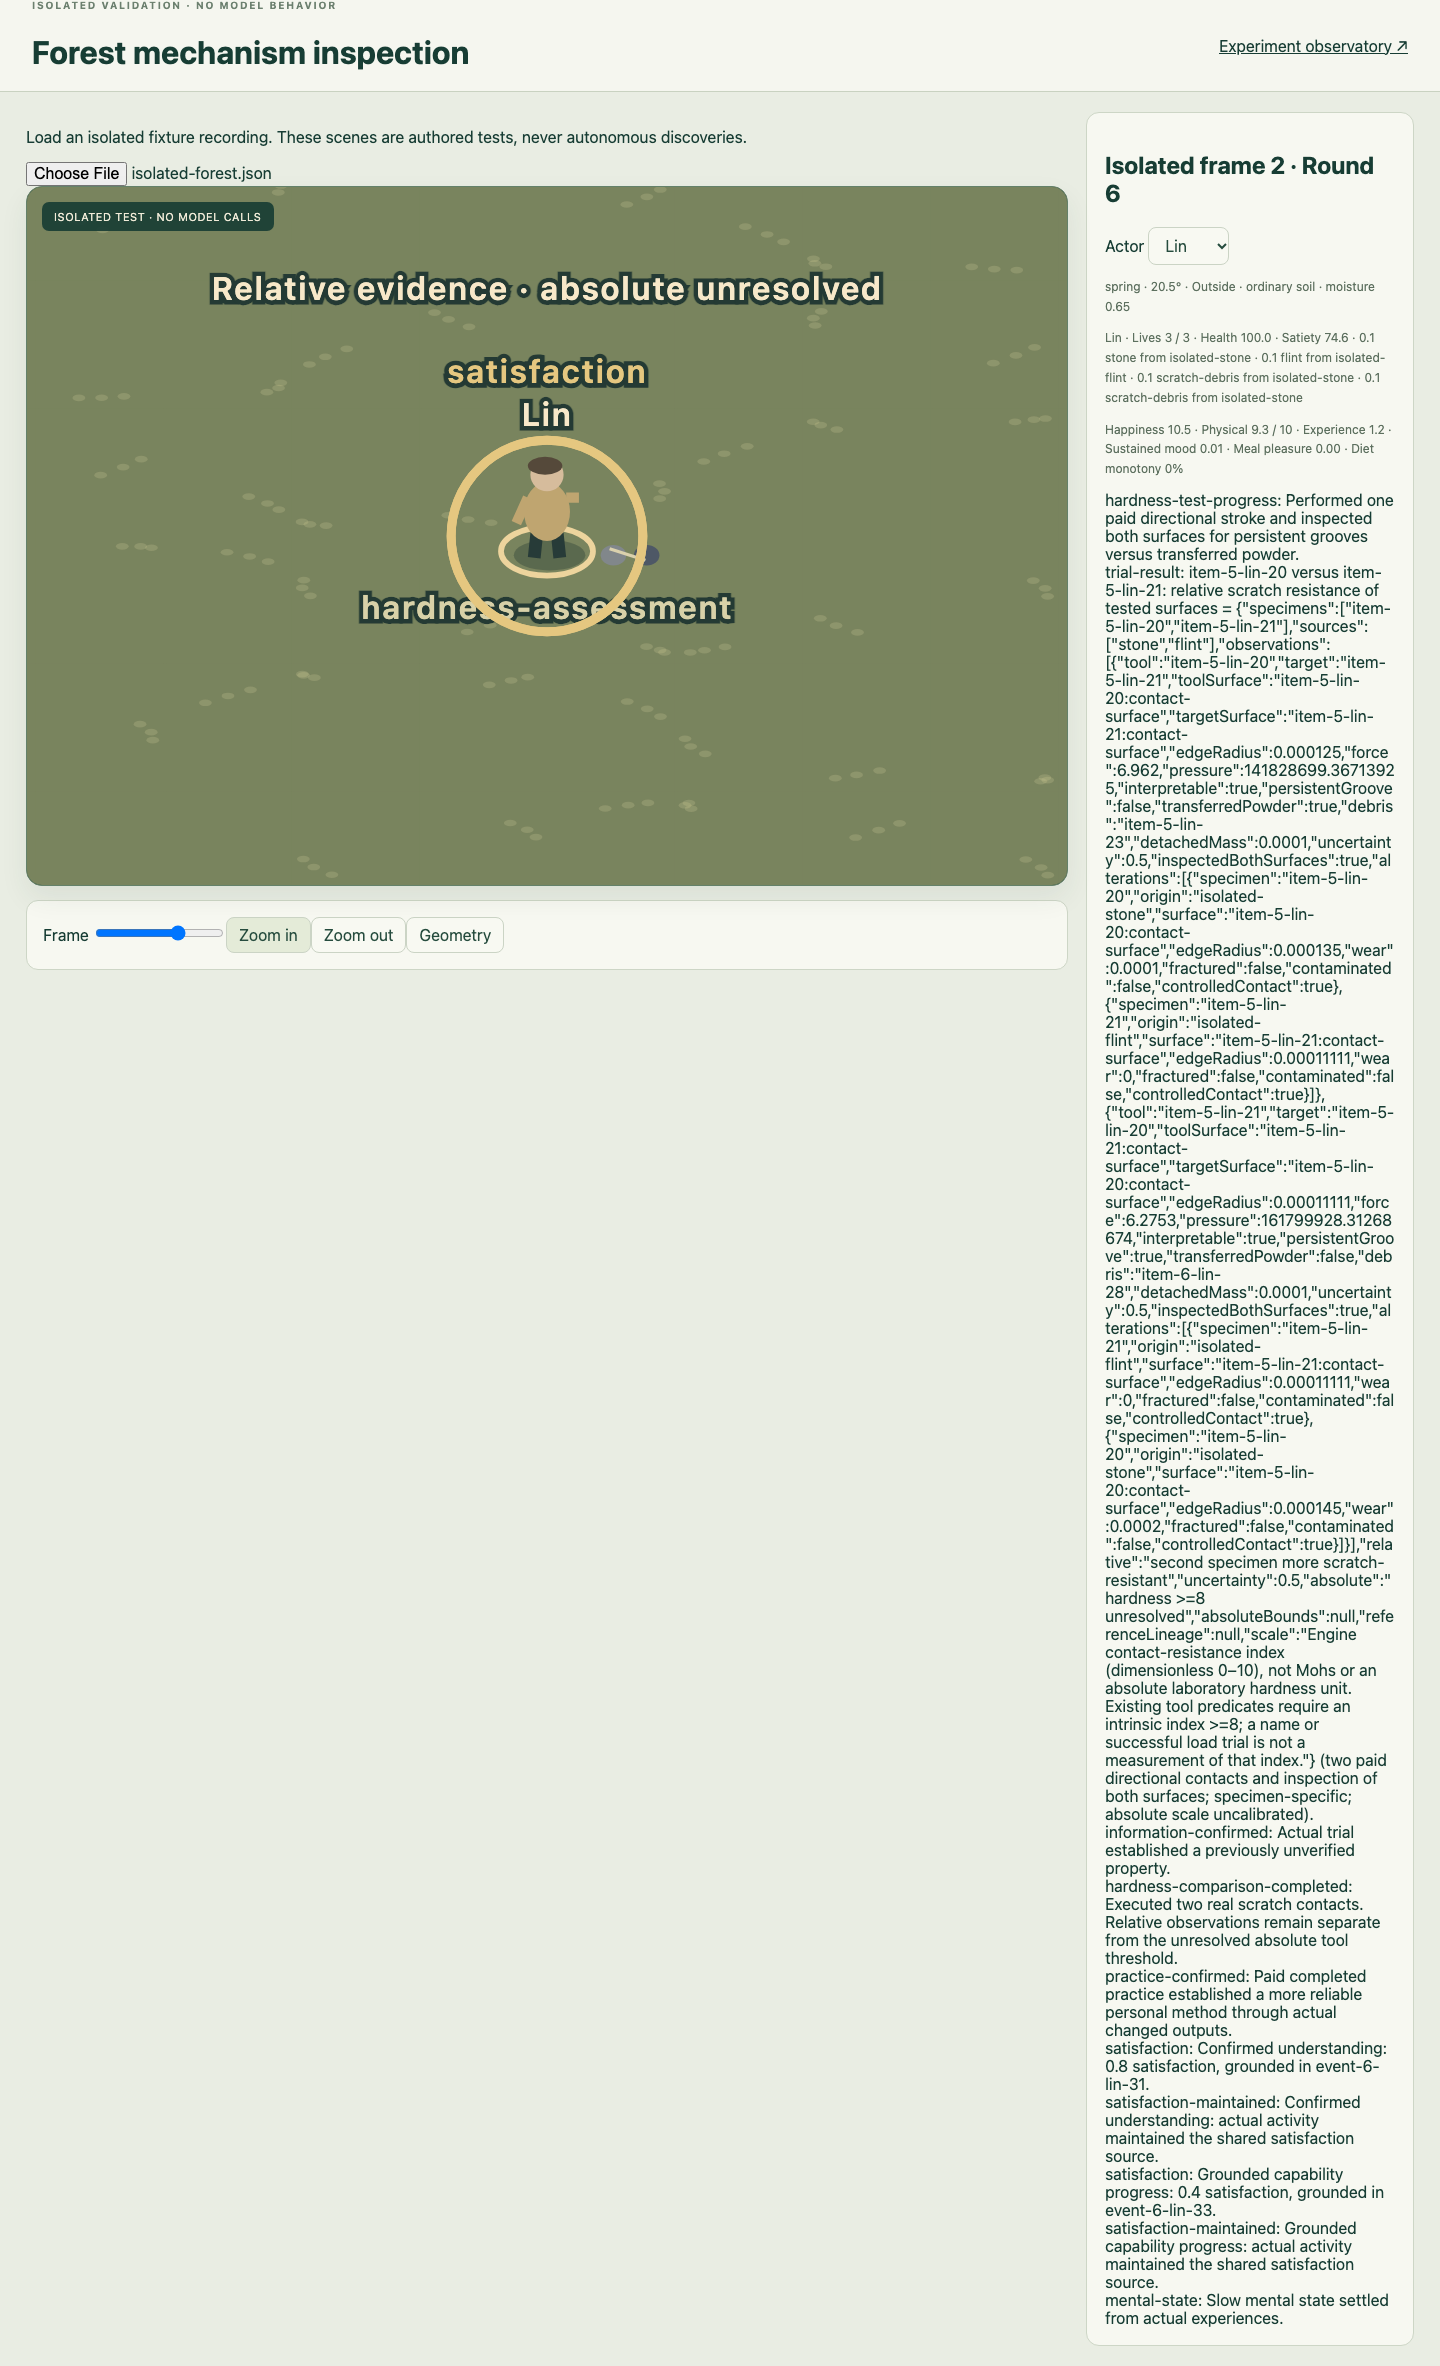 ISOLATED VALIDATION · NO MODEL BEHAVIOR
Forest mechanism inspection
Experiment observatory ↗
Load an isolated fixture recording. These scenes are authored tests, never autonomous discoveries.
Choose File isolated-forest.json
ISOLATED TEST · NO MODEL CALLS
Relative evidence · absolute unresolved
satisfaction
Lin
hardness-assessment
Frame
Zoom in
Zoom out
Geometry
Isolated frame 2 · Round
6
Actor Lin
spring · 20.5° · Outside · ordinary soil · moisture
0.65
Lin · Lives 3 / 3 · Health 100.0 · Satiety 74.6 · 0.1
stone from isolated-stone · 0.1 flint from isolated-
flint · 0.1 scratch-debris from isolated-stone · 0.1
scratch-debris from isolated-stone
Happiness 10.5 · Physical 9.3 / 10 · Experience 1.2 ·
Sustained mood 0.01 · Meal pleasure 0.00 · Diet
monotony 0%
hardness-test-progress: Performed one
paid directional stroke and inspected
both surfaces for persistent grooves
versus transferred powder.
trial-result: item-5-lin-20 versus item-
5-lin-21: relative scratch resistance of
tested surfaces = {"specimens":["item-
5-lin-20","item-5-lin-21"],"sources":
["stone","flint"],"observations":
[{"tool":"item-5-lin-20","target":"item-
5-lin-21","toolSurface":"item-5-lin-
20:contact-
surface","targetSurface":"item-5-lin-
21:contact-
surface","edgeRadius":0.000125,"force
":6.962,"pressure":141828699.3671392
5,"interpretable":true,"persistentGroove
":false,"transferredPowder":true,"debris
":"item-5-lin-
23","detachedMass":0.0001,"uncertaint
y":0.5,"inspectedBothSurfaces":true,"al
terations":[{"specimen":"item-5-lin-
20","origin":"isolated-
stone","surface":"item-5-lin-
20:contact-
surface","edgeRadius":0.000135,"wear"
:0.0001,"fractured":false,"contaminated
":false,"controlledContact":true},
{"specimen":"item-5-lin-
21","origin":"isolated-
flint","surface":"item-5-lin-21:contact-
surface","edgeRadius":0.00011111,"wea
r":0,"fractured":false,"contaminated":fal
se,"controlledContact":true}]},
{"tool":"item-5-lin-21","target":"item-5-
lin-20","toolSurface":"item-5-lin-
21:contact-
surface","targetSurface":"item-5-lin-
20:contact-
surface","edgeRadius":0.00011111,"forc
e":6.2753,"pressure":161799928.31268
674,"interpretable":true,"persistentGroo
ve":true,"transferredPowder":false,"deb
ris":"item-6-lin-
28","detachedMass":0.0001,"uncertaint
y":0.5,"inspectedBothSurfaces":true,"al
terations":[{"specimen":"item-5-lin-
21","origin":"isolated-
flint","surface":"item-5-lin-21:contact-
surface","edgeRadius":0.00011111,"wea
r":0,"fractured":false,"contaminated":fal
se,"controlledContact":true},
{"specimen":"item-5-lin-
20","origin":"isolated-
stone","surface":"item-5-lin-
20:contact-
surface","edgeRadius":0.000145,"wear"
:0.0002,"fractured":false,"contaminated
":false,"controlledContact":true}]}],"rela
tive":"second specimen more scratch-
resistant","uncertainty":0.5,"absolute":"
hardness >=8
unresolved","absoluteBounds":null,"refe
renceLineage":null,"scale":"Engine
contact-resistance index
(dimensionless 0–10), not Mohs or an
absolute laboratory hardness unit.
Existing tool predicates require an
intrinsic index >=8; a name or
successful load trial is not a
measurement of that index."} (two paid
directional contacts and inspection of
both surfaces; specimen-specific;
absolute scale uncalibrated).
information-confirmed: Actual trial
established a previously unverified
property.
hardness-comparison-completed:
Executed two real scratch contacts.
Relative observations remain separate
from the unresolved absolute tool
threshold.
practice-confirmed: Paid completed
practice established a more reliable
personal method through actual
changed outputs.
satisfaction: Confirmed understanding:
0.8 satisfaction, grounded in event-6-
lin-31.
satisfaction-maintained: Confirmed
understanding: actual activity
maintained the shared satisfaction
source.
satisfaction: Grounded capability
progress: 0.4 satisfaction, grounded in
event-6-lin-33.
satisfaction-maintained: Grounded
capability progress: actual activity
maintained the shared satisfaction
source.
mental-state: Slow mental state settled
from actual experiences.